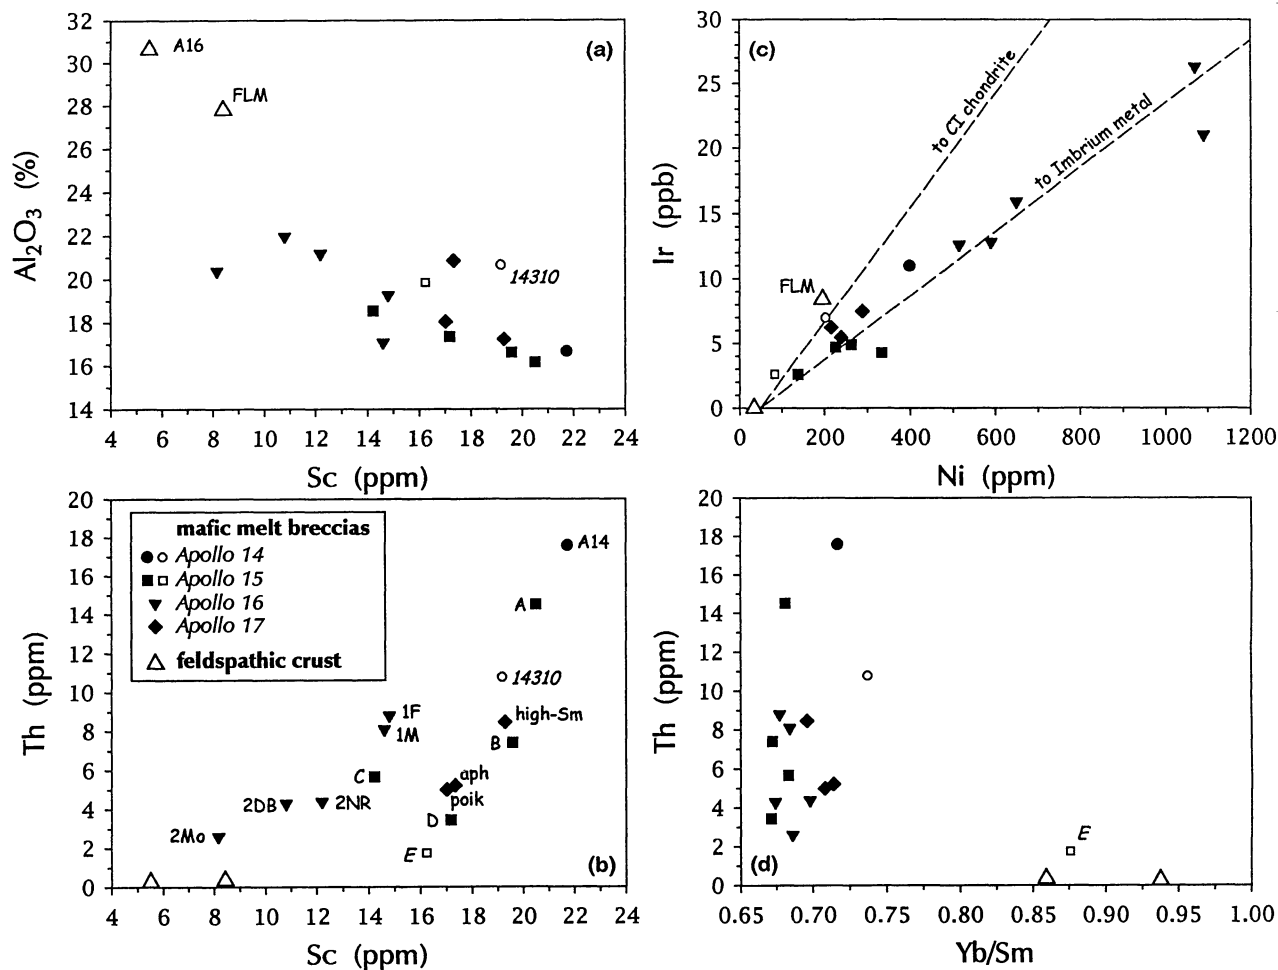 32
30
28
26
24
22
20
18
16
14
Al2O3 (%)
A16
FLM
(a)
14310
4 6 8 10 12 14 16 18 20 22 24
Sc (ppm)
30
25
20
15
10
5
0
Ir (ppb)
(c)
to CI chondrite
to Imbrium metal
FLM
0 200 400 600 800 1000 1200
Ni (ppm)
20
18
16
14
12
10
8
6
4
2
0
Th (ppm)
mafic melt breccias
Apollo 14
Apollo 15
Apollo 16
Apollo 17
feldspathic crust
A14
A
14310
1F
high-Sm
1M
B
C
aph
2DB
2NR
poik
D
2Mo
E
(b)
4 6 8 10 12 14 16 18 20 22 24
Sc (ppm)
20
18
16
14
12
10
8
6
4
2
0
Th (ppm)
E
(d)
0.65 0.70 0.75 0.80 0.85 0.90 0.95 1.00
Yb/Sm